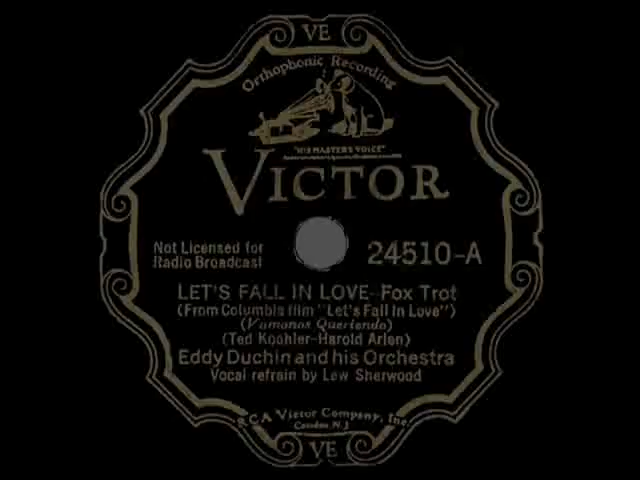 VE
Orthophonic Recording
"HIS MASTER'S VOICE"
VICTOR
Not Licensed for
Radio Broadcast
24510-A
LET'S FALL IN LOVE-Fox Trot
(From Columbia film "Let's Fall In Love")
(Vamonos Queriendo)
(Ted Koehler-Harold Arlen)
Eddy Duchin and his Orchestra
Vocal refrain by Lew Sherwood
RCA Victor Company, Inc.
Camden, N.J.
VE